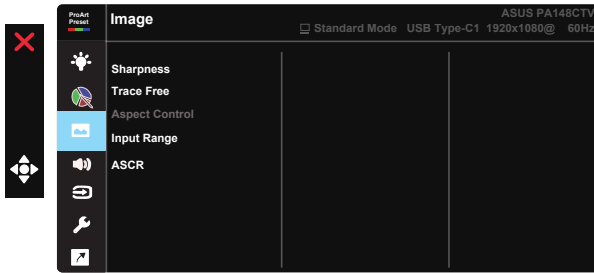 ProArt
Preset
Image
ASUS PA148CTV
Standard Mode USB Type-C1 1920x1080@ 60Hz
Sharpness
Trace Free
Aspect Control
Input Range
ASCR